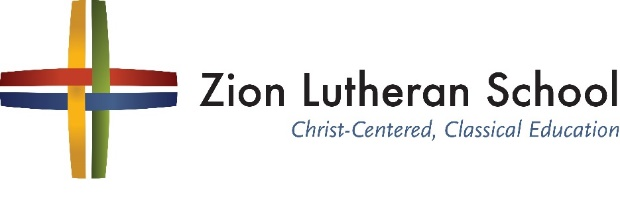 Zion Lutheran School
Christ-Centered, Classical Education